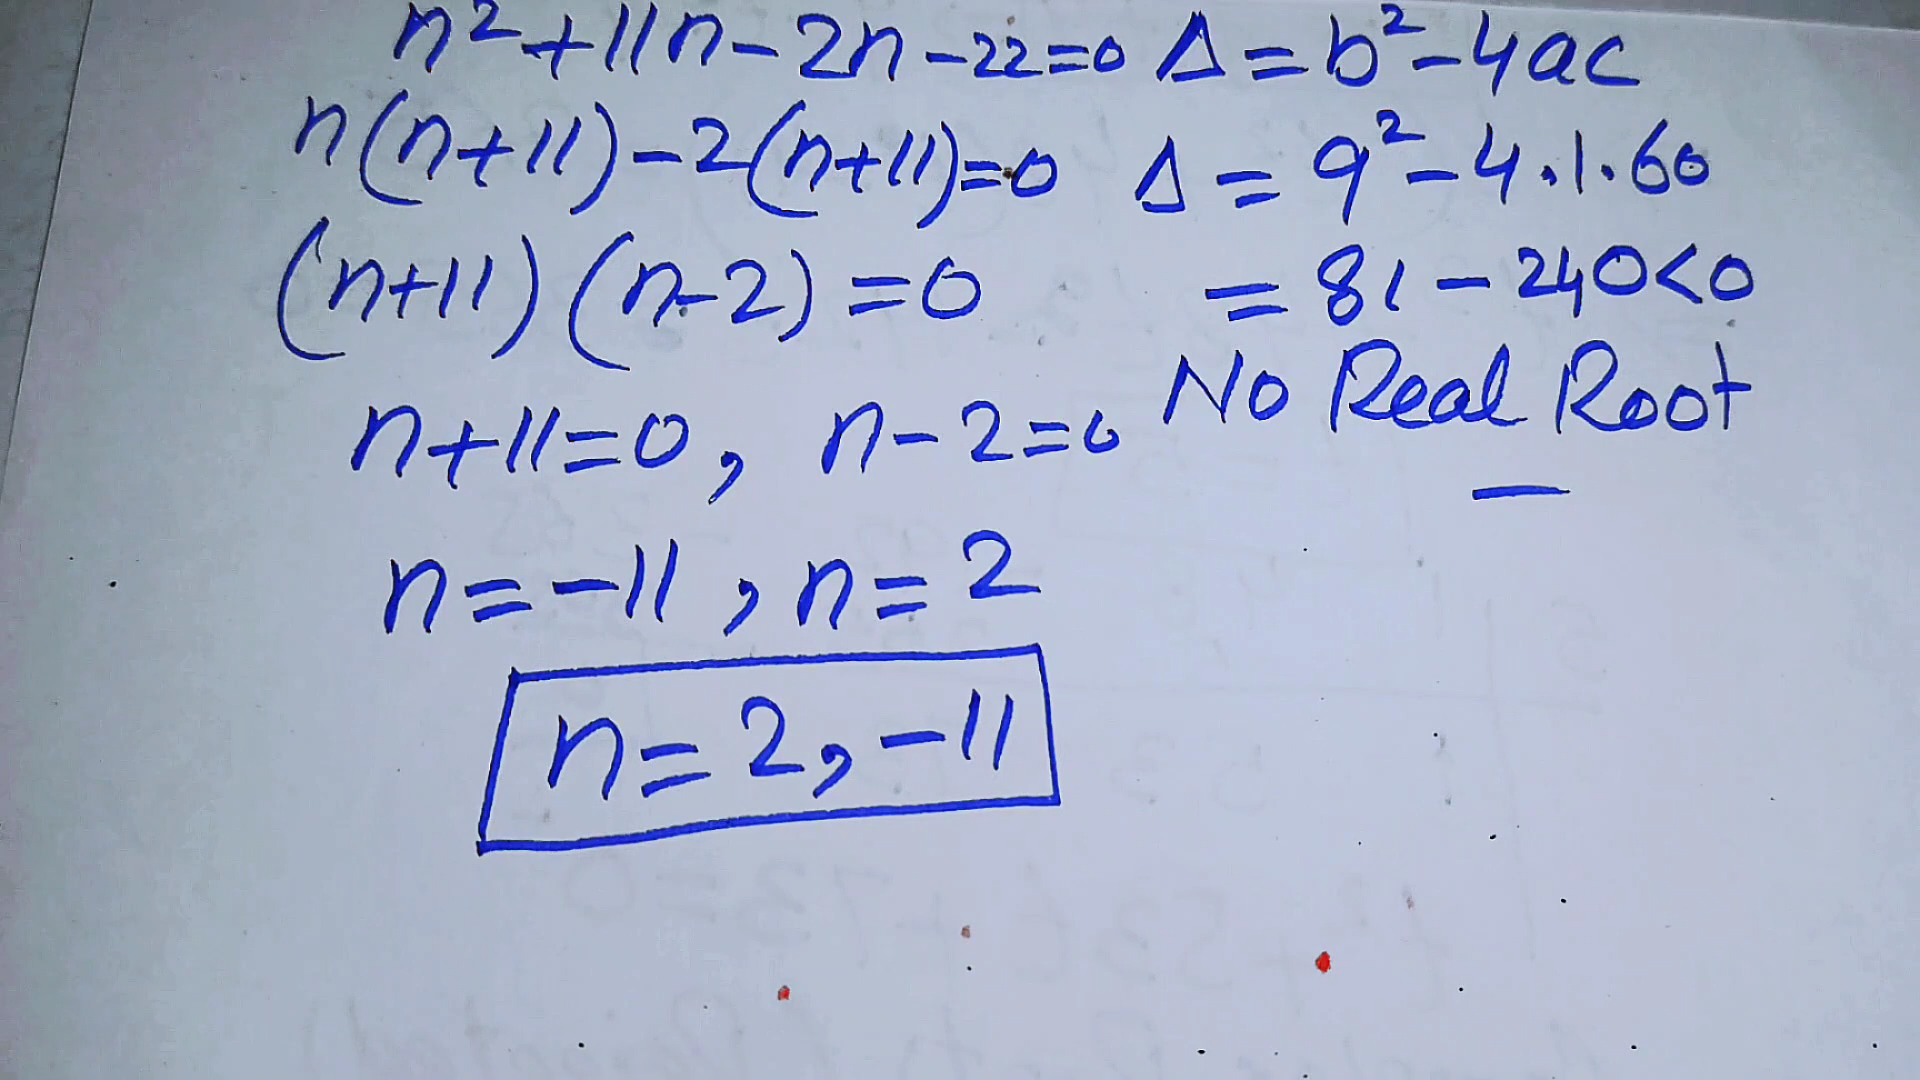 n²+11n-2n-22=0
n(n+11)-2(n+11)=0
(n+11)(n-2)=0
n+11=0, n-2=0
n=-11, n=2
n=2, -11
Δ=b²-4ac
Δ=9²-4.1.60
=81-240<0
No Real Root